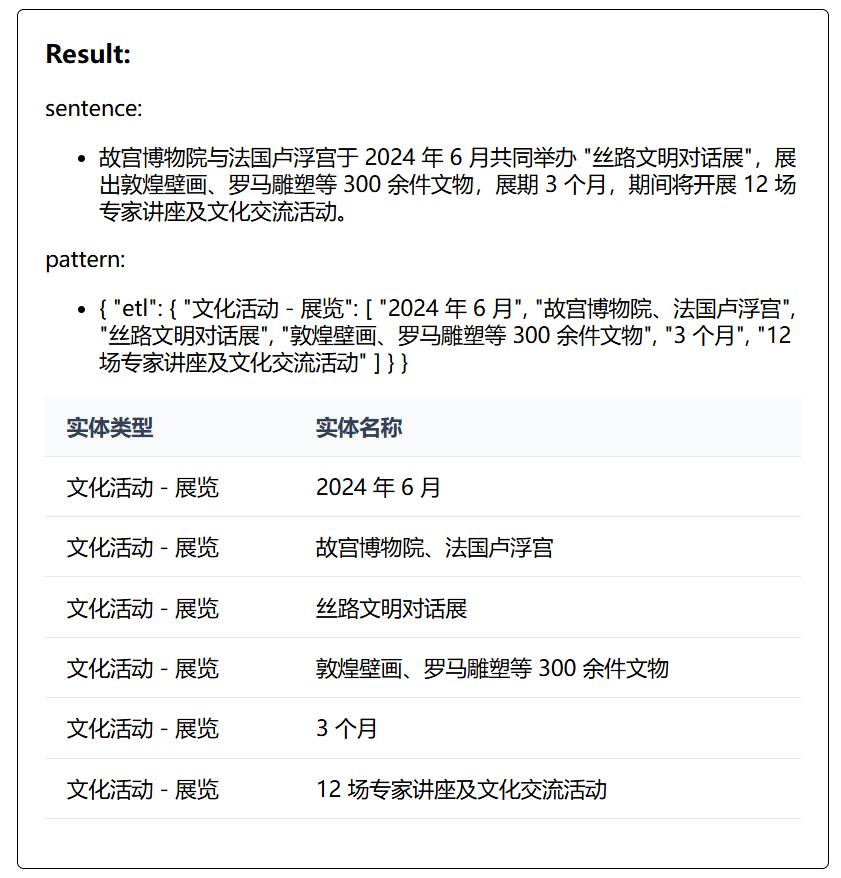 Result:
sentence:
• 故宫博物院与法国卢浮宫于 2024 年 6 月共同举办 "丝路文明对话展"，展
出敦煌壁画、罗马雕塑等 300 余件文物，展期 3 个月，期间将开展 12 场
专家讲座及文化交流活动。
pattern:
• { "etl": { "文化活动 - 展览": [ "2024 年 6 月", "故宫博物院、法国卢浮宫",
"丝路文明对话展", "敦煌壁画、罗马雕塑等 300 余件文物", "3 个月", "12
场专家讲座及文化交流活动" ] } }
实体类型 实体名称
文化活动 - 展览 2024 年 6 月
文化活动 - 展览 故宫博物院、法国卢浮宫
文化活动 - 展览 丝路文明对话展
文化活动 - 展览 敦煌壁画、罗马雕塑等 300 余件文物
文化活动 - 展览 3 个月
文化活动 - 展览 12 场专家讲座及文化交流活动